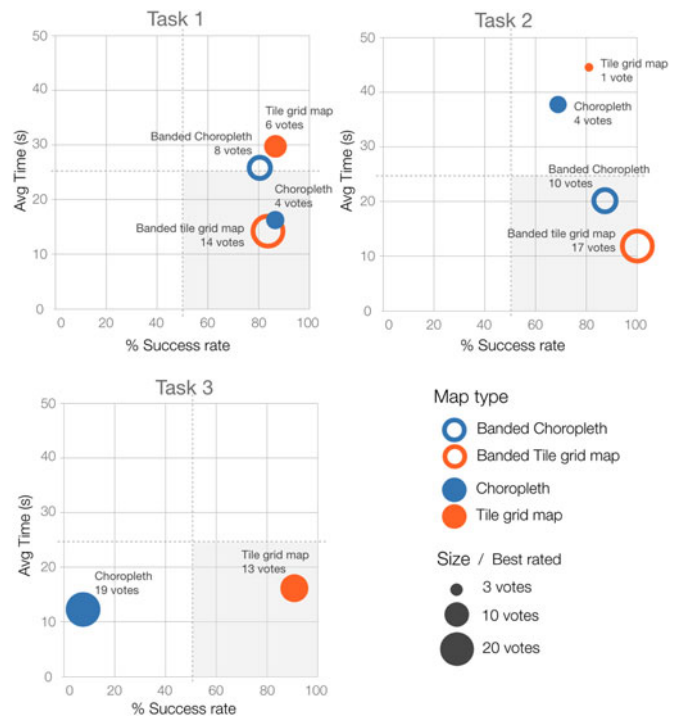 Task 1
50
40
30
20
10
0
Avg Time (s)
Tile grid map
6 votes
Banded Choropleth
8 votes
Choropleth
4 votes
Banded tile grid map
14 votes
0 20 40 60 80 100
% Success rate
Task 2
50
40
30
20
10
0
Avg Time (s)
Tile grid map
1 vote
Choropleth
4 votes
Banded Choropleth
10 votes
Banded tile grid map
17 votes
0 20 40 60 80 100
% Success rate
Task 3
50
40
30
20
10
0
Avg Time (s)
Tile grid map
13 votes
Choropleth
19 votes
0 20 40 60 80 100
% Success rate
Map type
Banded Choropleth
Banded Tile grid map
Choropleth
Tile grid map
Size / Best rated
3 votes
10 votes
20 votes